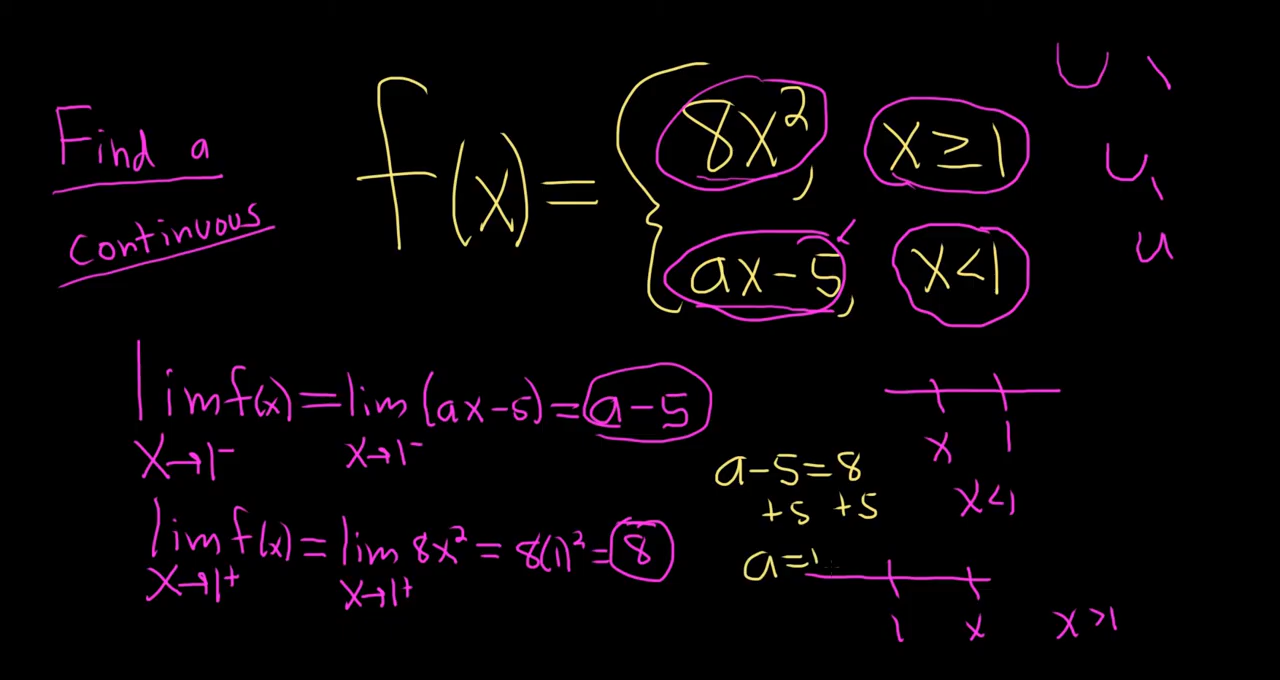 Find a
continuous
f(x) = { 8x², x ≥ 1
ax - 5, x < 1
lim f(x) = lim (ax - 5) = a - 5
x→1⁻ x→1⁻
lim f(x) = lim 8x² = 8(1)² = 8
x→1⁺ x→1⁺
a - 5 = 8
+5 +5
a =
x 1
x < 1
1 x x > 1